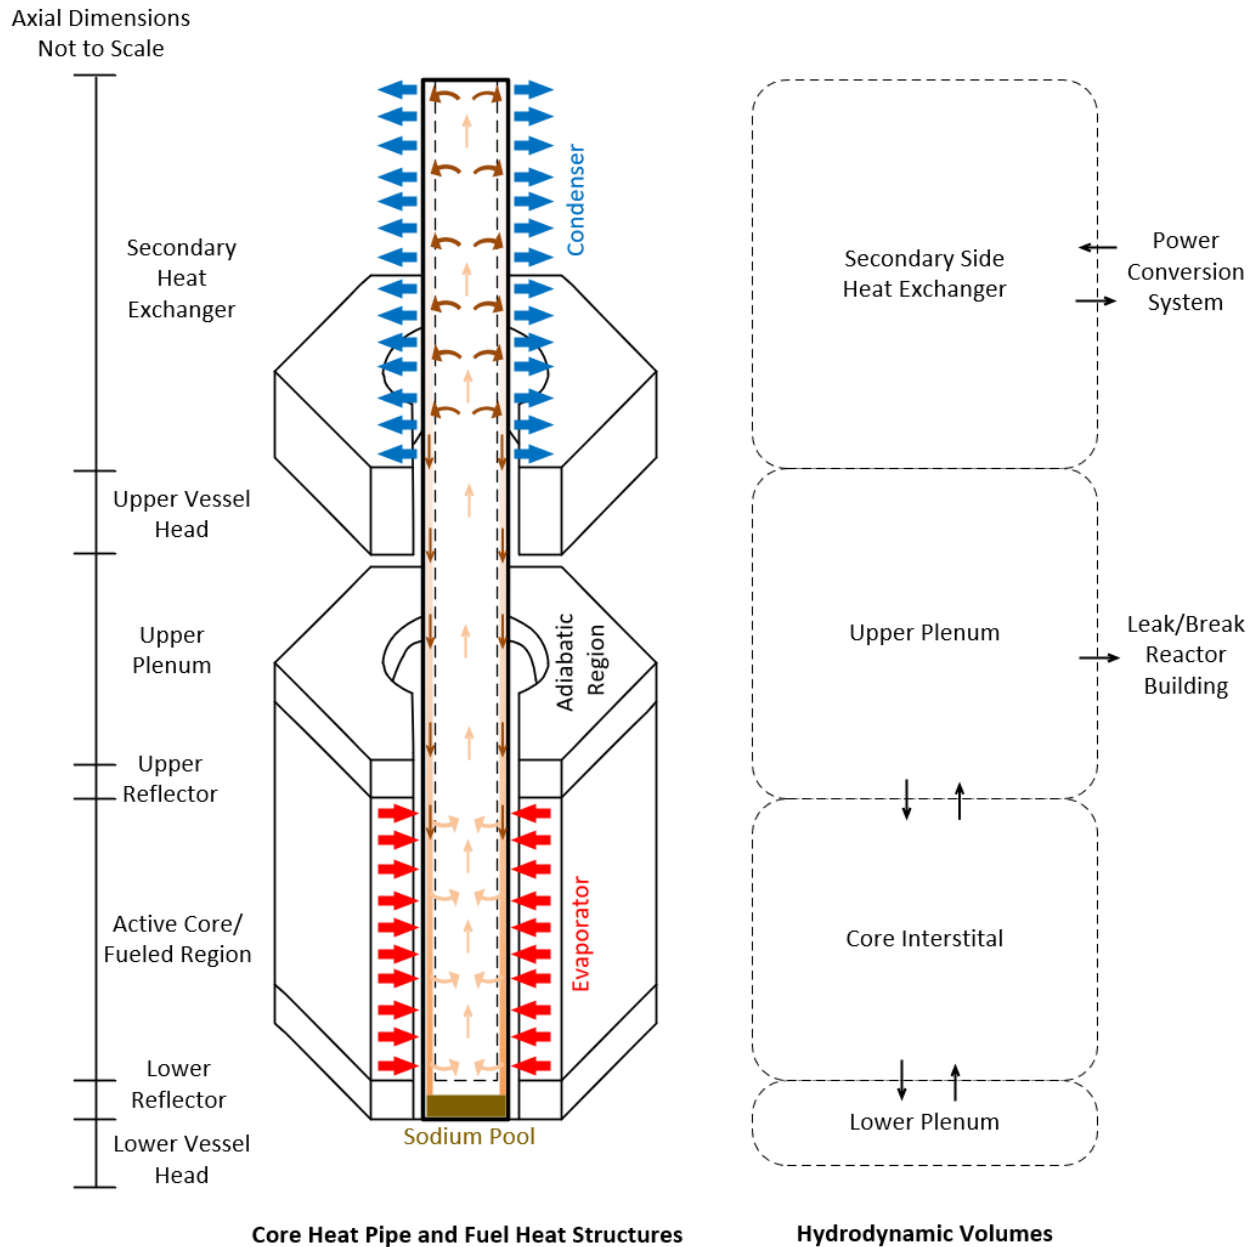 Axial Dimensions
Not to Scale
Secondary
Heat
Exchanger
Upper Vessel
Head
Upper
Plenum
Upper
Reflector
Active Core/
Fueled Region
Lower
Reflector
Lower Vessel
Head
Condenser
Adiabatic
Region
Evaporator
Sodium Pool
Core Heat Pipe and Fuel Heat Structures
Secondary Side
Heat Exchanger
Power
Conversion
System
Upper Plenum
Leak/Break
Reactor
Building
Core Interstital
Lower Plenum
Hydrodynamic Volumes